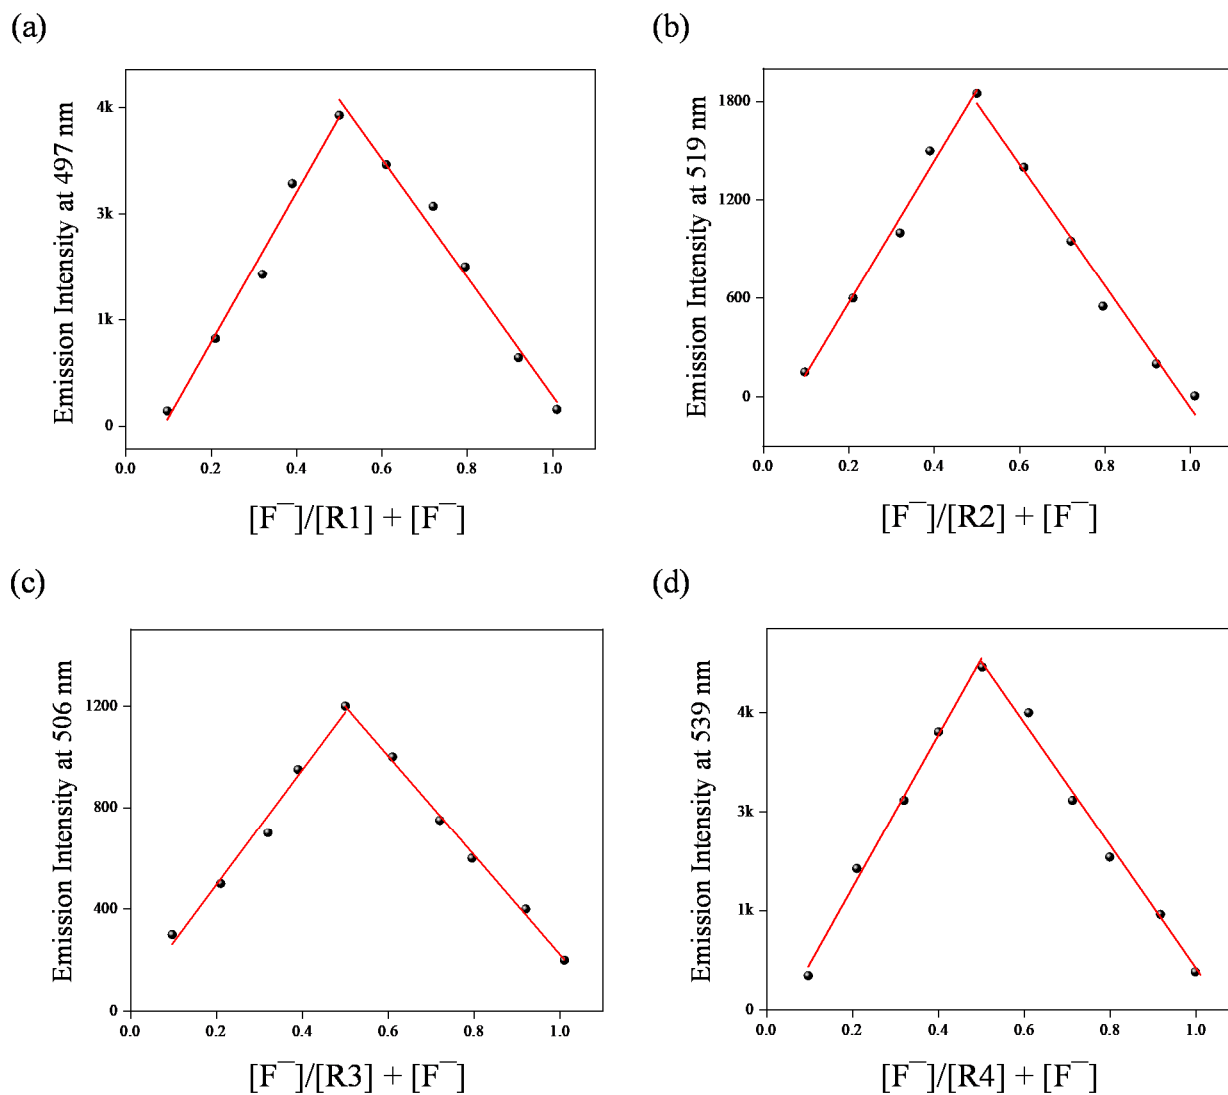 (a)
Emission Intensity at 497 nm
4k
3k
1k
0
0.0 0.2 0.4 0.6 0.8 1.0
[F¯]/[R1] + [F¯]
(b)
Emission Intensity at 519 nm
1800
1200
600
0
0.0 0.2 0.4 0.6 0.8 1.0
[F¯]/[R2] + [F¯]
(c)
Emission Intensity at 506 nm
1200
800
400
0
0.0 0.2 0.4 0.6 0.8 1.0
[F¯]/[R3] + [F¯]
(d)
Emission Intensity at 539 nm
4k
3k
1k
0
0.0 0.2 0.4 0.6 0.8 1.0
[F¯]/[R4] + [F¯]